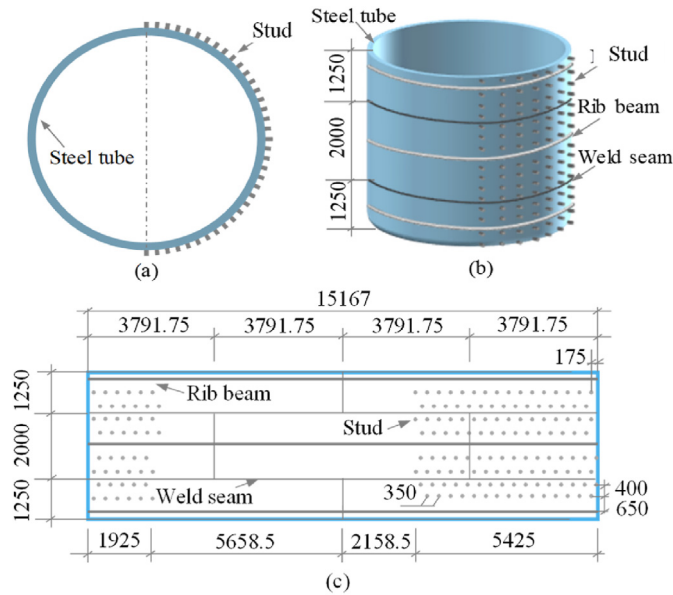 Stud
Steel tube
(a)
Steel tube
Stud
Rib beam
Weld seam
1250
2000
1250
(b)
15167
3791.75 3791.75 3791.75 3791.75
175
1250
2000
1250
Rib beam
Stud
Weld seam
350
400
650
1925 5658.5 2158.5 5425
(c)